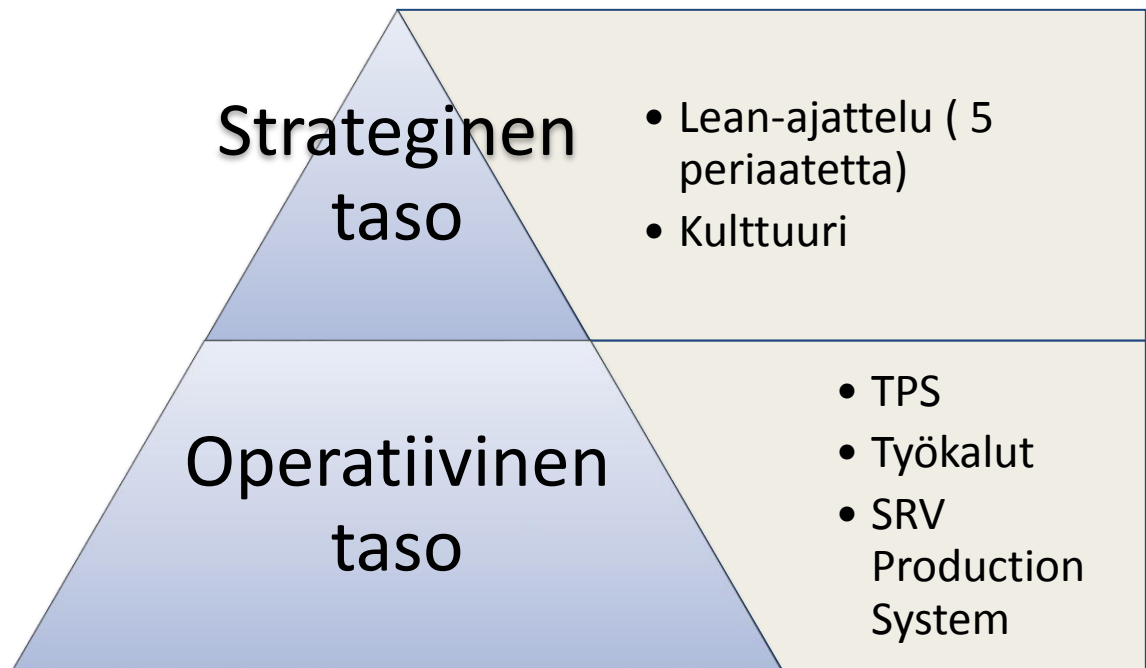 Strateginen
taso
• Lean-ajattelu ( 5
periaatetta)
• Kulttuuri
Operatiivinen
taso
• TPS
• Työkalut
• SRV
Production
System